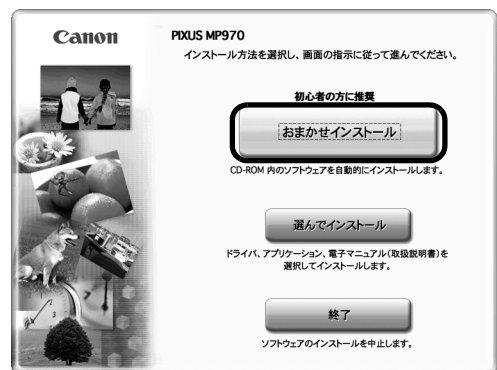 Canon
PIXUS MP970
インストール方法を選択し、画面の指示に従って進んでください。
初心者の方に推奨
おまかせインストール
CD-ROM 内のソフトウェアを自動的にインストールします。
選んでインストール
ドライバ、アプリケーション、電子マニュアル（取扱説明書）を
選択してインストールします。
終了
ソフトウェアのインストールを中止します。